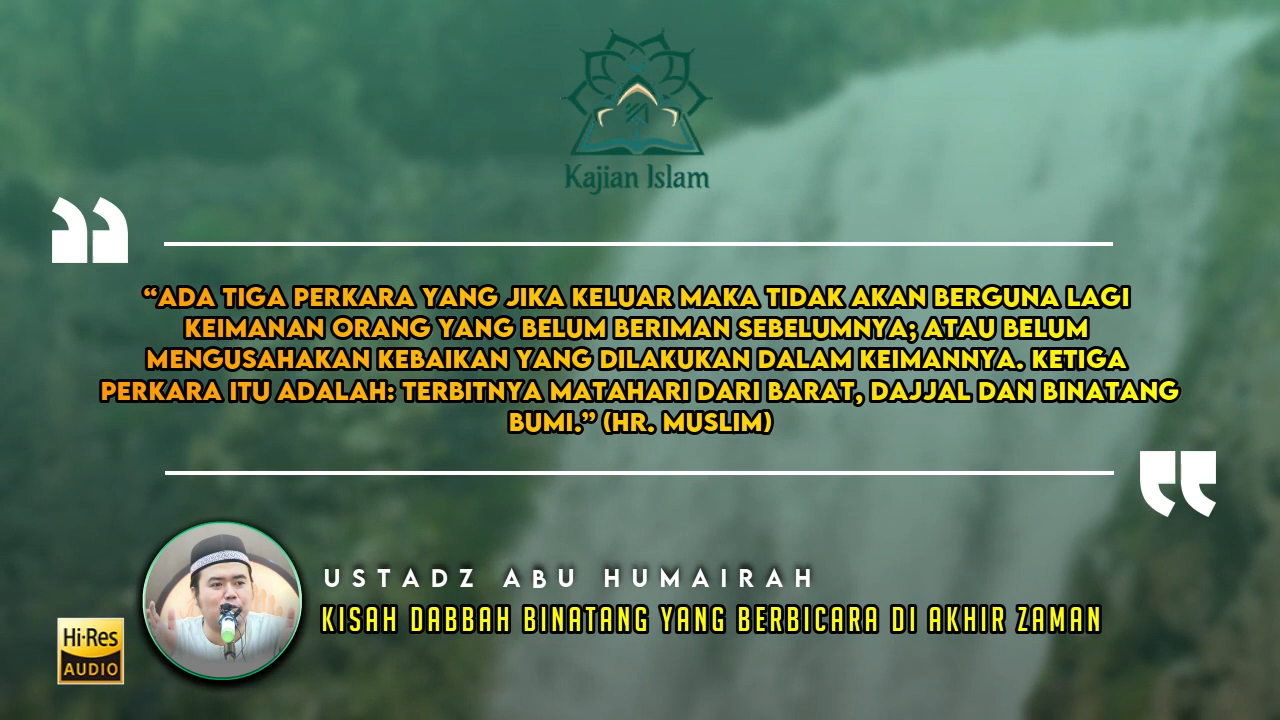 Kajian Islam
“ADA TIGA PERKARA YANG JIKA KELUAR MAKA TIDAK AKAN BERGUNA LAGI
KEIMANAN ORANG YANG BELUM BERIMAN SEBELUMNYA; ATAU BELUM
MENGUSAHAKAN KEBAIKAN YANG DILAKUKAN DALAM KEIMANNYA. KETIGA
PERKARA ITU ADALAH: TERBITNYA MATAHARI DARI BARAT, DAJJAL DAN BINATANG
BUMI.” (HR. MUSLIM)
USTADZ ABU HUMAIRAH
KISAH DABBAH BINATANG YANG BERBICARA DI AKHIR ZAMAN
Hi-Res
AUDIO